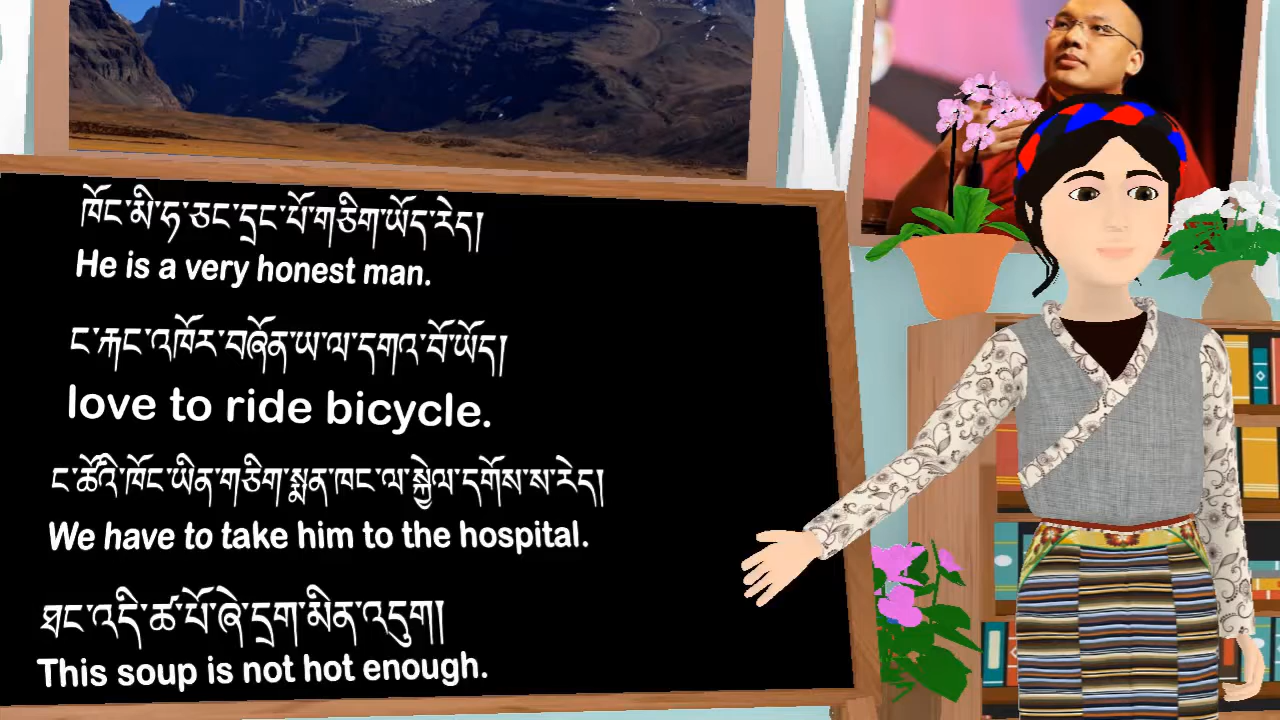 ཁོང་མི་ཧ་ཅང་དྲང་པོ་གཅིག་ཡོད་རེད།
He is a very honest man.
ང་རྐང་འཁོར་བཞོན་ཡ་ལ་དགའ་བོ་ཡོད།
love to ride bicycle.
ང་ཚོའི་ཁོང་ཡིན་གཅིག་སྨན་ཁང་ལ་སྐྱེལ་དགོས་ས་རེད།
We have to take him to the hospital.
ཐང་འདི་ཚ་པོ་ཞེ་དྲག་མིན་འདུག།
This soup is not hot enough.